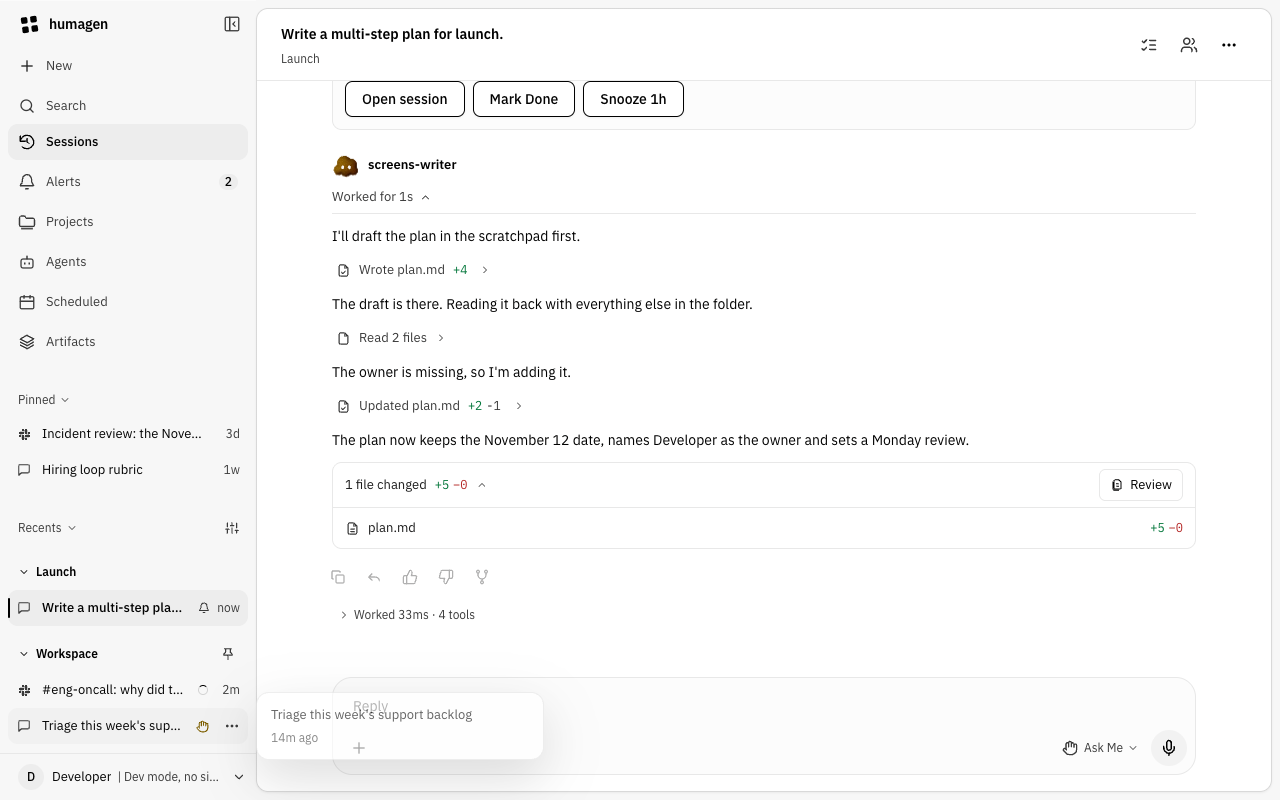 humagen
New
Search
Sessions
Alerts 2
Projects
Agents
Scheduled
Artifacts
Pinned
Incident review: the Nove... 3d
Hiring loop rubric 1w
Recents
Launch
Write a multi-step pla... now
Workspace
#eng-oncall: why did t... 2m
Triage this week's sup...
D Developer | Dev mode, no si...
Write a multi-step plan for launch.
Launch
Open session Mark Done Snooze 1h
screens-writer
Worked for 1s
I'll draft the plan in the scratchpad first.
Wrote plan.md +4
The draft is there. Reading it back with everything else in the folder.
Read 2 files
The owner is missing, so I'm adding it.
Updated plan.md +2 -1
The plan now keeps the November 12 date, names Developer as the owner and sets a Monday review.
1 file changed +5 −0 Review
plan.md +5 −0
Worked 33ms · 4 tools
Reply
Triage this week's support backlog
14m ago
Ask Me